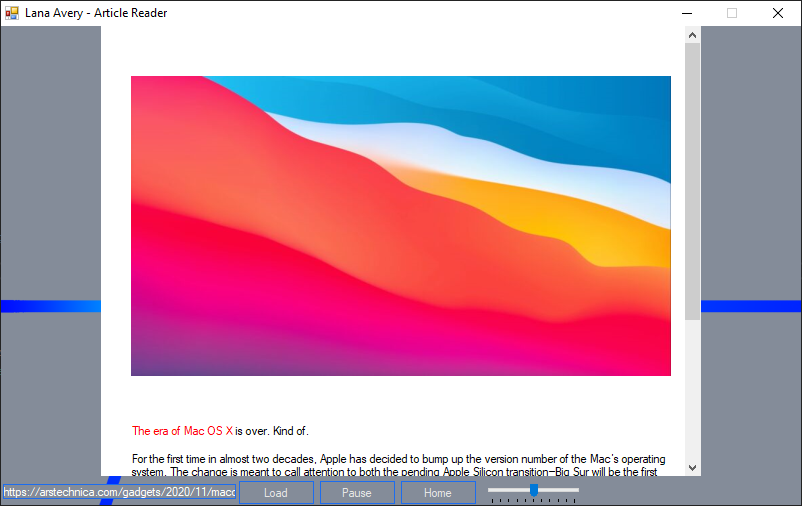 Lana Avery - Article Reader
The era of Mac OS X is over. Kind of.
For the first time in almost two decades, Apple has decided to bump up the version number of the Mac's operating
system. The change is meant to call attention to both the pending Apple Silicon transition—Big Sur will be the first
https://arstechnica.com/gadgets/2020/11/maco
Load
Pause
Home